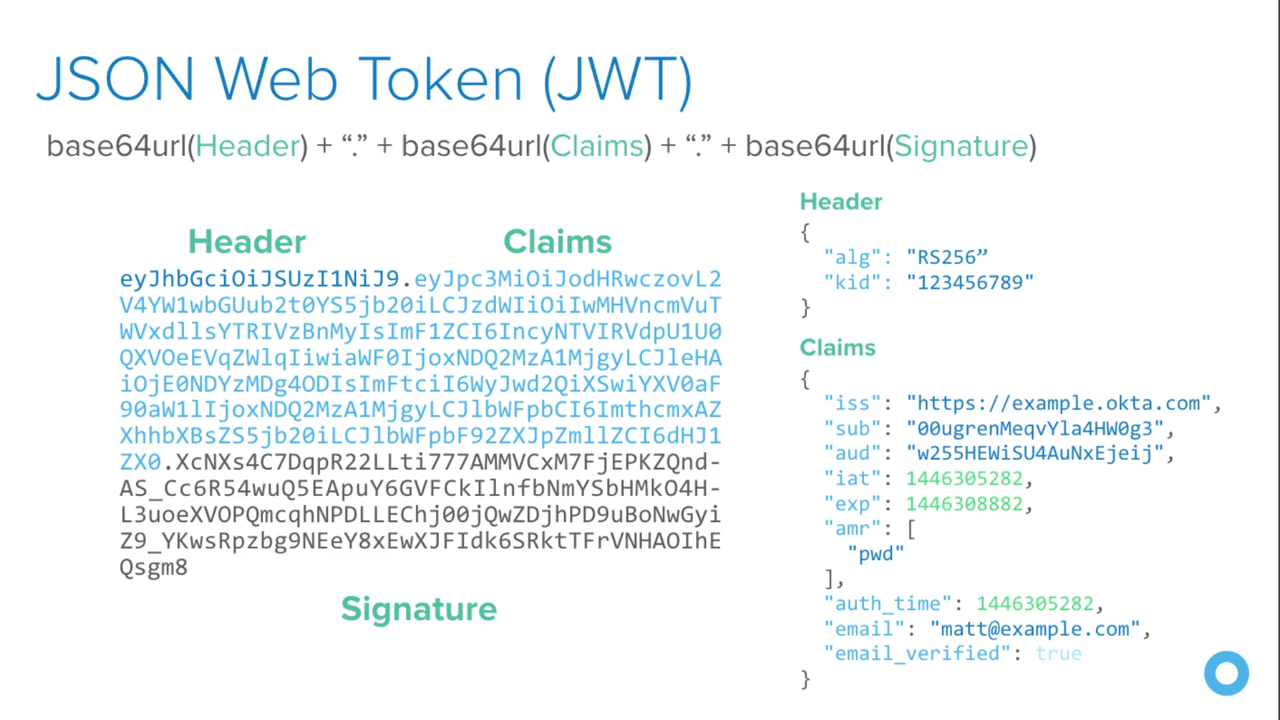 JSON Web Token (JWT)
base64url(Header) + “.” + base64url(Claims) + “.” + base64url(Signature)
Header
Claims
eyJhbGciOiJSUzI1NiJ9.eyJpc3MiOiJodHRwczovL2
V4YW1wbGUub2t0YS5jb20iLCJzdWIiOiIwMHVncmVuT
WVxdllsYTRIVzBnMyIsImF1ZCI6IncyNTVIRVdpU1U0
QXVOeEVqZWlqIiwiaWF0IjoxNDQ2MzA1MjgyLCJleHA
iOjE0NDYzMDg4ODIsImFtciI6WyJwd2QiXSwiYXV0aF
90aW1lIjoxNDQ2MzA1MjgyLCJlbWFpbCI6ImthcmxAZ
XhhbXBsZS5jb20iLCJlbWFpbF92ZXJpZmllZCI6dHJ1
ZX0.XcNXs4C7DqpR22LLti777AMMVCxM7FjEPKZQnd-
AS_Cc6R54wuQ5EApuY6GVFCkIlnfbNmYSbHMkO4H-
L3uoeXVOPQmcqhNPDLLEChj00jQwZDjhPD9uBoNwGyi
Z9_YKwsRpzbg9NEeY8xEwXJFIdk6SRktTFrVNHAOIhE
Qsgm8
Signature
Header
{
"alg": "RS256”
"kid": "123456789"
}
Claims
{
"iss": "https://example.okta.com",
"sub": "00ugrenMeqvYla4HW0g3",
"aud": "w255HEWiSU4AuNxEjeij",
"iat": 1446305282,
"exp": 1446308882,
"amr": [
"pwd"
],
"auth_time": 1446305282,
"email": "matt@example.com",
"email_verified": true
}